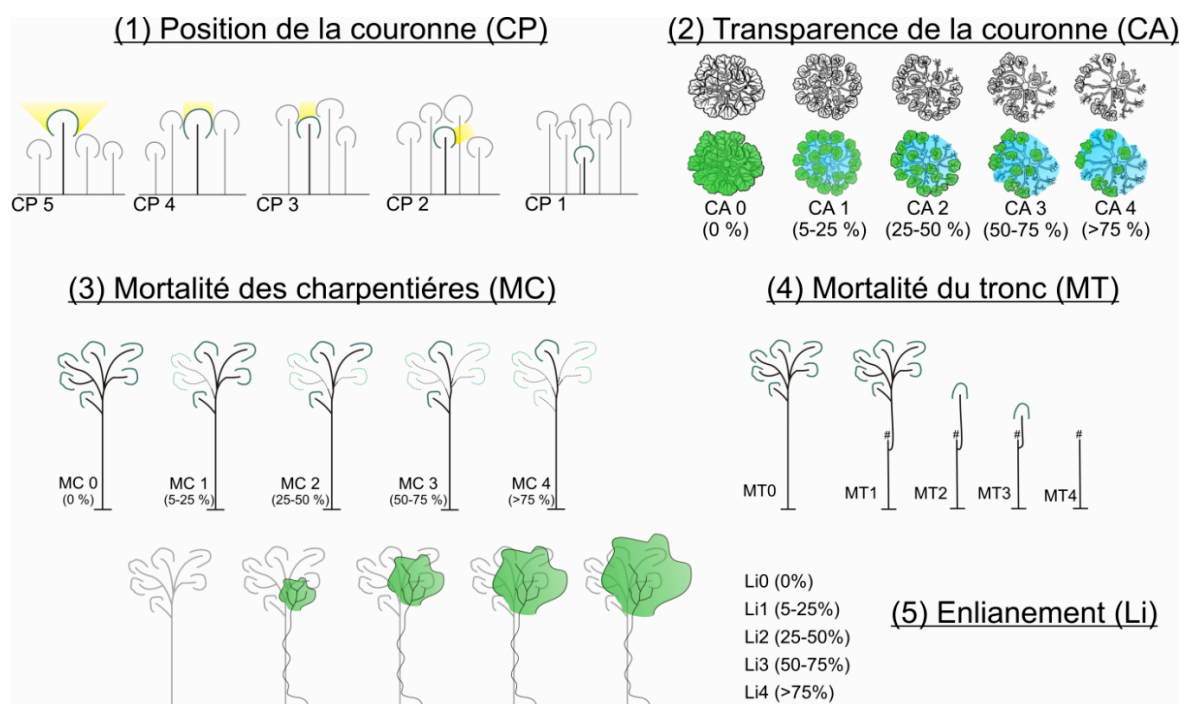 (1) Position de la couronne (CP)
CP 5
CP 4
CP 3
CP 2
CP 1
(2) Transparence de la couronne (CA)
CA 0
(0 %)
CA 1
(5-25 %)
CA 2
(25-50 %)
CA 3
(50-75 %)
CA 4
(>75 %)
(3) Mortalité des charpentiéres (MC)
MC 0
(0 %)
MC 1
(5-25 %)
MC 2
(25-50 %)
MC 3
(50-75 %)
MC 4
(>75 %)
(4) Mortalité du tronc (MT)
#
#
#
#
MT0
MT1
MT2
MT3
MT4
Li0 (0%)
Li1 (5-25%)
Li2 (25-50%)
Li3 (50-75%)
Li4 (>75%)
(5) Enlianement (Li)